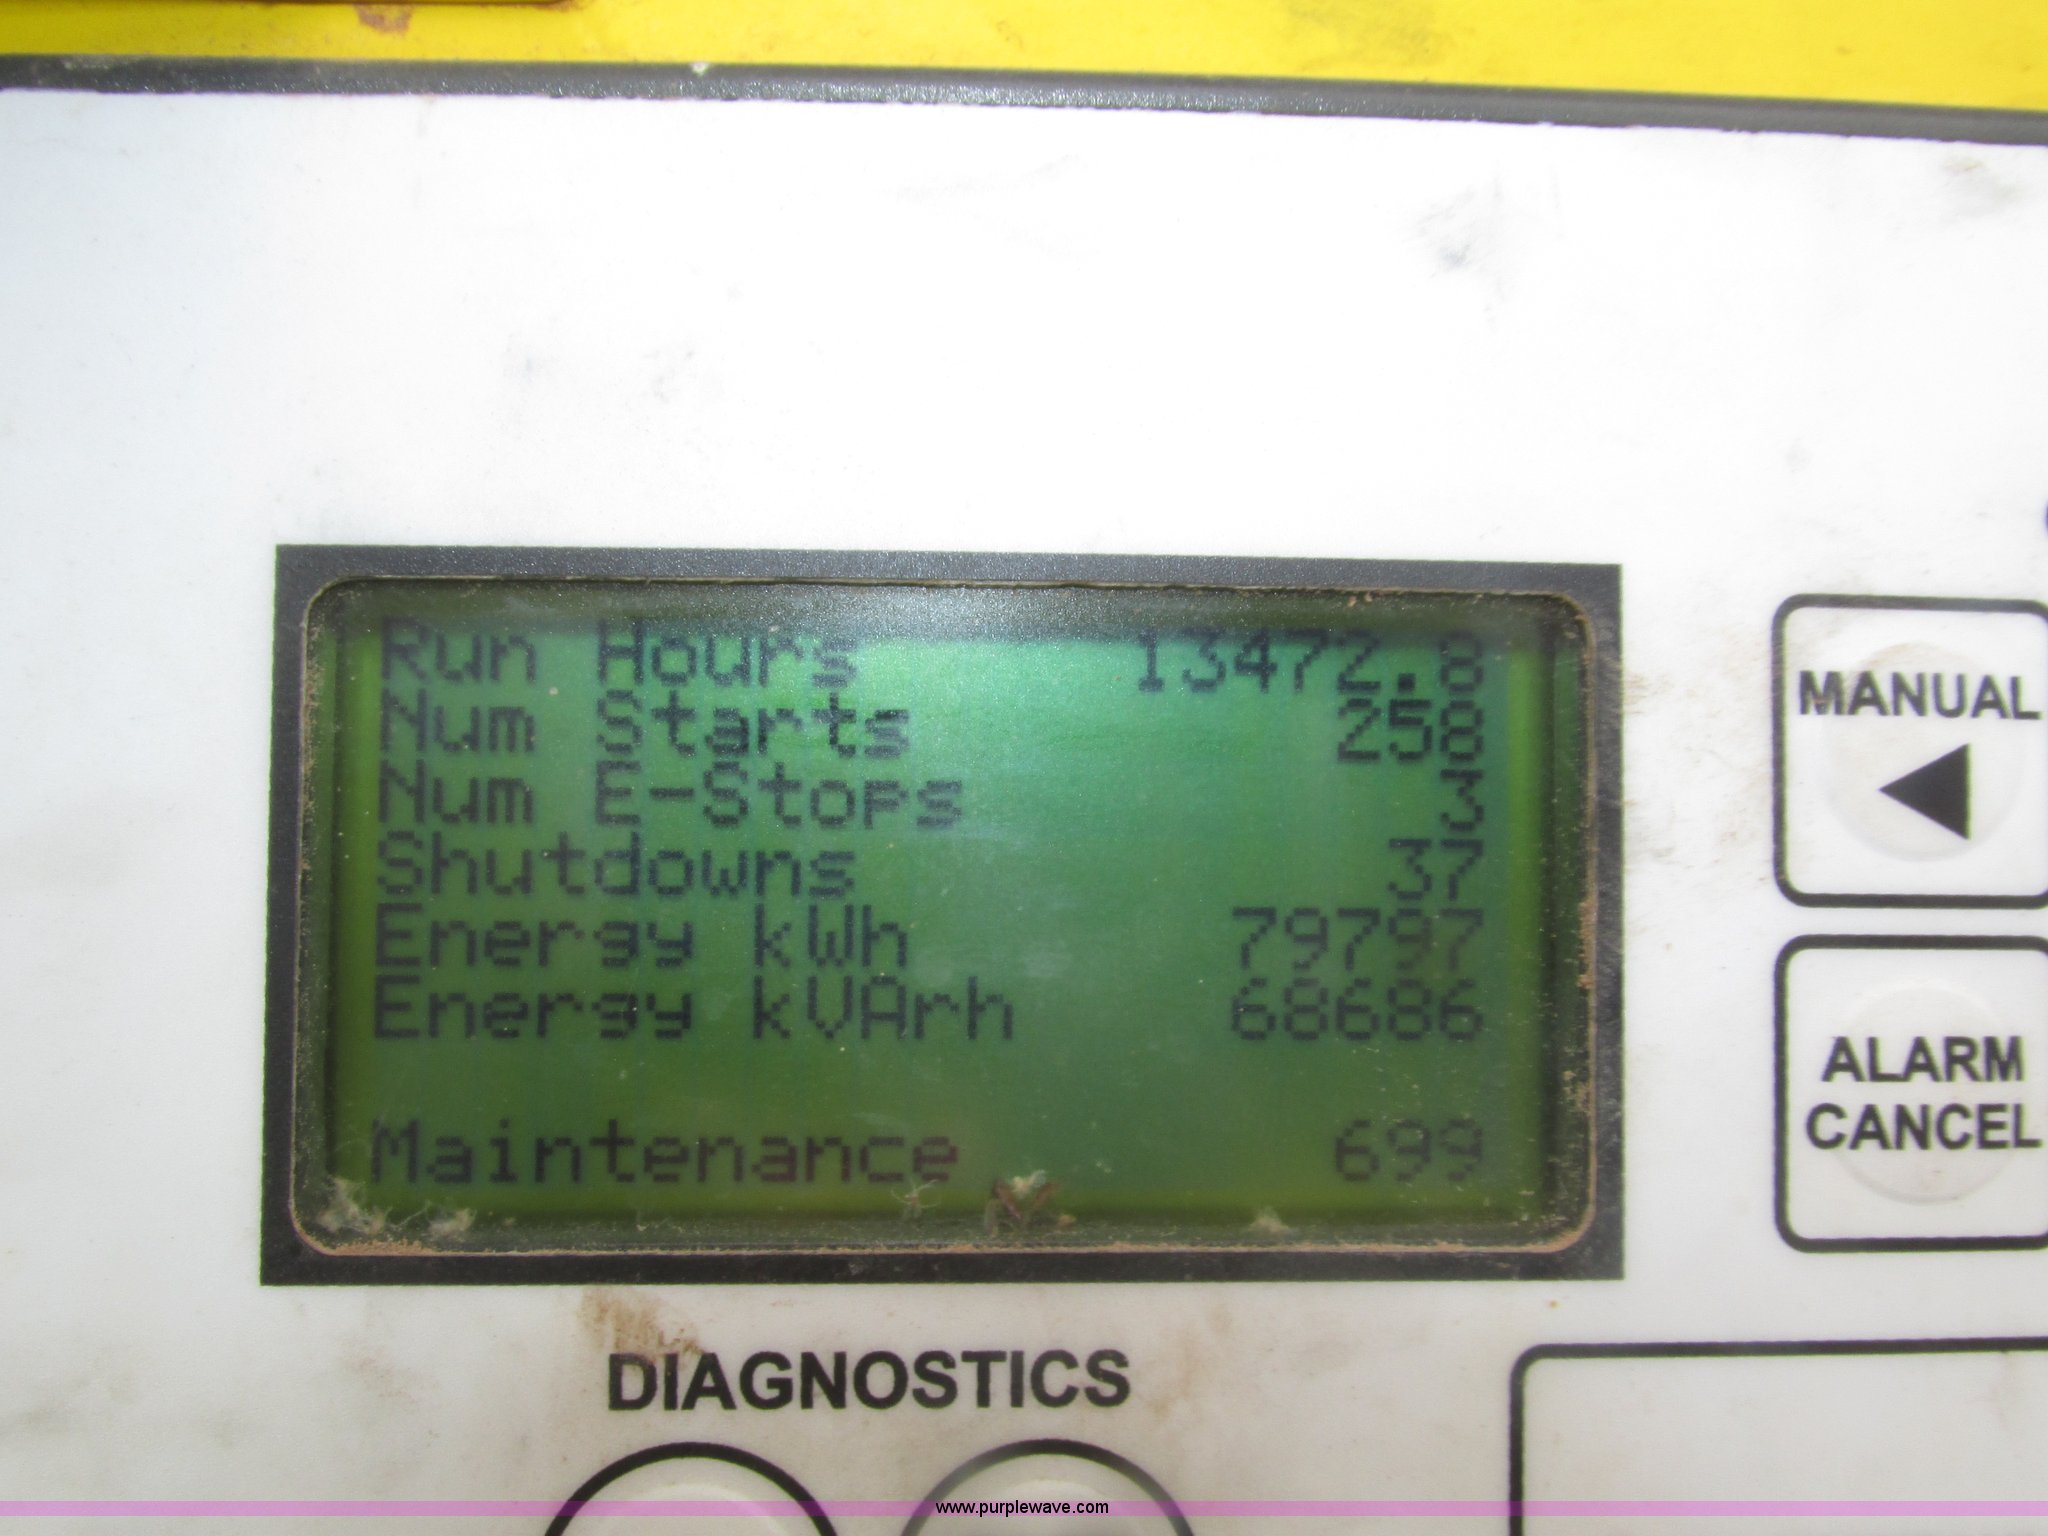 Run Hours 13472.8
Num Starts 258
Num E-Stops 3
Shutdowns 37
Energy kWh 79797
Energy kVArh 68686
Maintenance 699
MANUAL
ALARM
CANCEL
DIAGNOSTICS
www.purplewave.com